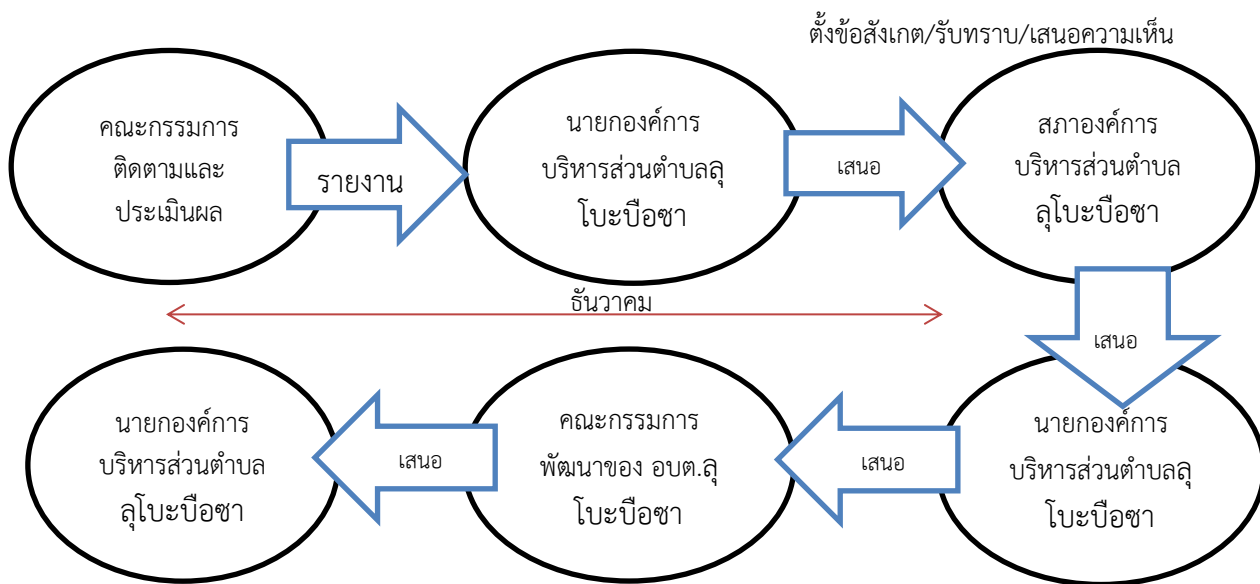 ตั้งข้อสังเกต/รับทราบ/เสนอความเห็น
คณะกรรมการ
ติดตามและ
ประเมินผล
รายงาน
นายกองค์การ
บริหารส่วนตำบลลุ
โบะบือซา
เสนอ
สภาองค์การ
บริหารส่วนตำบล
ลุโบะบือซา
ธันวาคม
เสนอ
นายกองค์การ
บริหารส่วนตำบลลุ
โบะบือซา
เสนอ
คณะกรรมการ
พัฒนาของ อบต.ลุ
โบะบือซา
เสนอ
นายกองค์การ
บริหารส่วนตำบล
ลุโบะบือซา